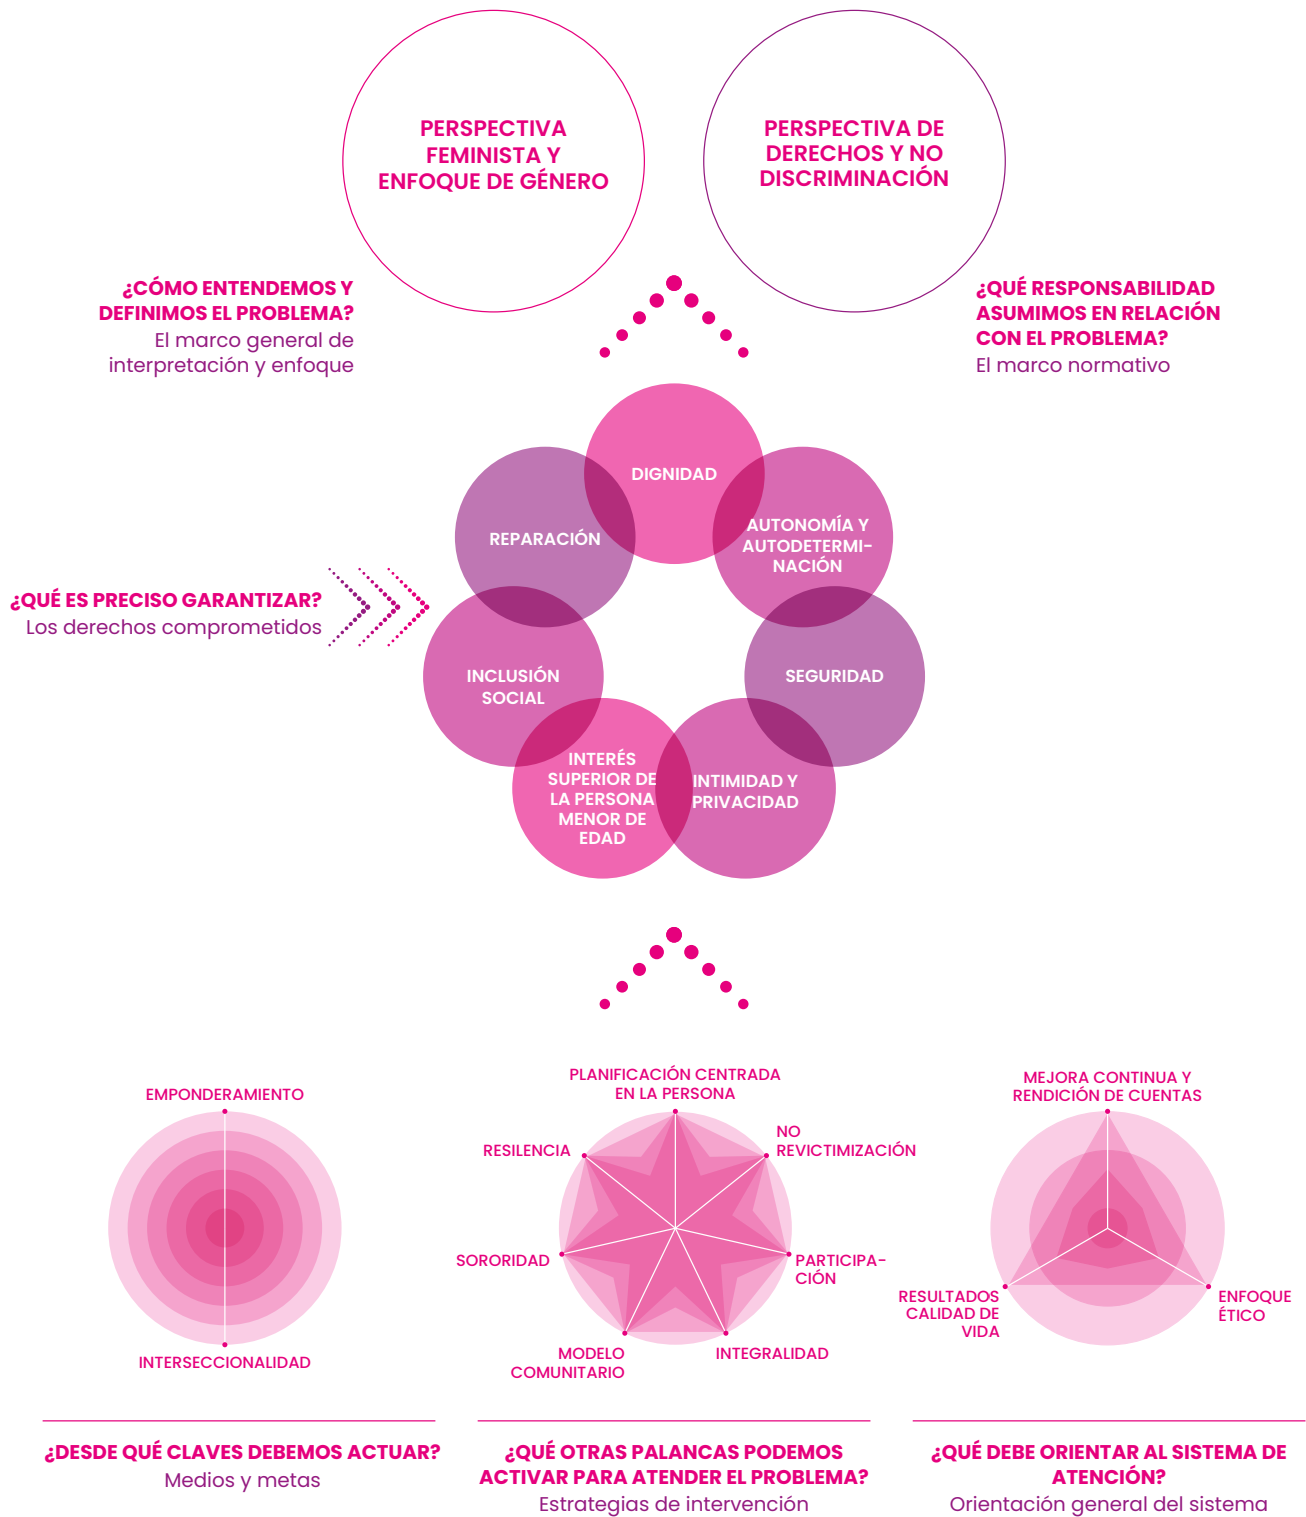 PERSPECTIVA
FEMINISTA Y
ENFOQUE DE GÉNERO
PERSPECTIVA DE
DERECHOS Y NO
DISCRIMINACIÓN
¿CÓMO ENTENDEMOS Y
DEFINIMOS EL PROBLEMA?
El marco general de
interpretación y enfoque
¿QUÉ RESPONSABILIDAD
ASUMIMOS EN RELACIÓN
CON EL PROBLEMA?
El marco normativo
DIGNIDAD
REPARACIÓN
AUTONOMÍA Y
AUTODETERMI-
NACIÓN
¿QUÉ ES PRECISO GARANTIZAR?
Los derechos comprometidos
INCLUSIÓN
SOCIAL
SEGURIDAD
INTERÉS
SUPERIOR DE
LA PERSONA
MENOR DE
EDAD
INTIMIDAD Y
PRIVACIDAD
EMPONDERAMIENTO
INTERSECCIONALIDAD
PLANIFICACIÓN CENTRADA
EN LA PERSONA
RESILENCIA
NO
REVICTIMIZACIÓN
SORORIDAD
PARTICIPA-
CIÓN
MODELO
COMUNITARIO
INTEGRALIDAD
MEJORA CONTINUA Y
RENDICIÓN DE CUENTAS
RESULTADOS
CALIDAD DE
VIDA
ENFOQUE
ÉTICO
¿DESDE QUÉ CLAVES DEBEMOS ACTUAR?
Medios y metas
¿QUÉ OTRAS PALANCAS PODEMOS
ACTIVAR PARA ATENDER EL PROBLEMA?
Estrategias de intervención
¿QUÉ DEBE ORIENTAR AL SISTEMA DE
ATENCIÓN?
Orientación general del sistema